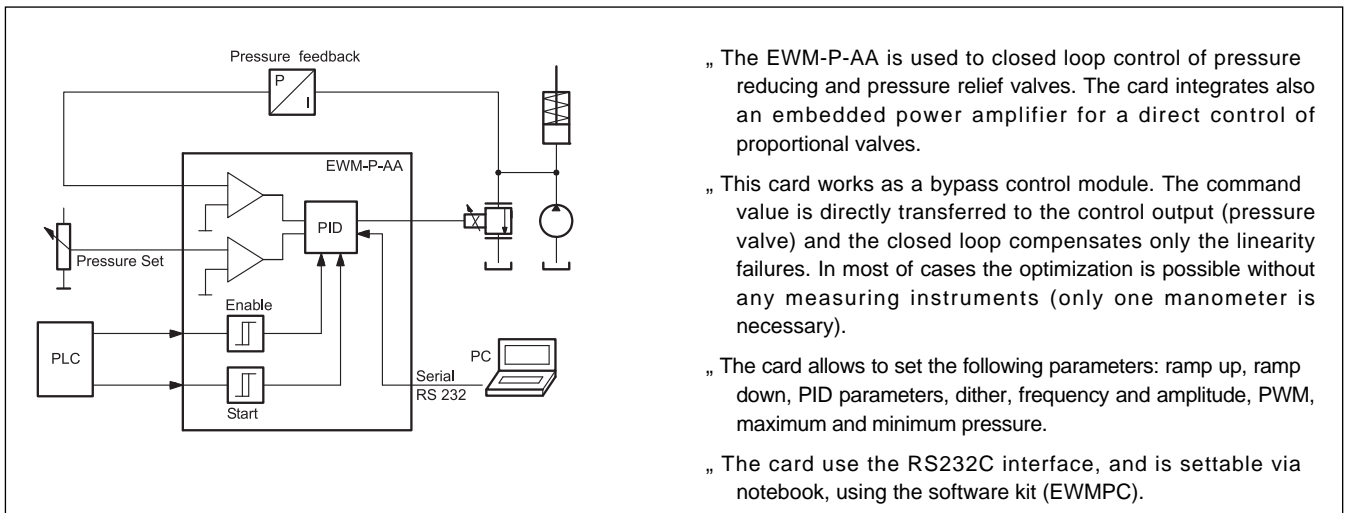 Pressure feedback
P
I
EWM-P-AA
PID
Pressure Set
Enable
PLC
PC
Serial
RS 232
Start
„ The EWM-P-AA is used to closed loop control of pressure
reducing and pressure relief valves. The card integrates also
an embedded power amplifier for a direct control of
proportional valves.
„ This card works as a bypass control module. The command
value is directly transferred to the control output (pressure
valve) and the closed loop compensates only the linearity
failures. In most of cases the optimization is possible without
any measuring instruments (only one manometer is
necessary).
„ The card allows to set the following parameters: ramp up, ramp
down, PID parameters, dither, frequency and amplitude, PWM,
maximum and minimum pressure.
„ The card use the RS232C interface, and is settable via
notebook, using the software kit (EWMPC).